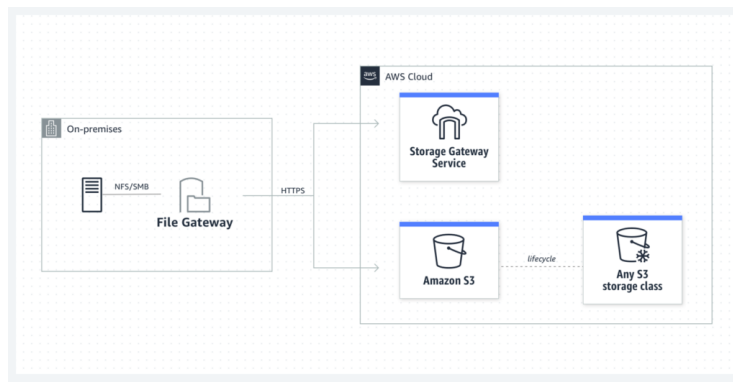 aws
AWS Cloud
Storage Gateway
Service
On-premises
NFS/SMB
File Gateway
HTTPS
Amazon S3
lifecycle
Any S3
storage class